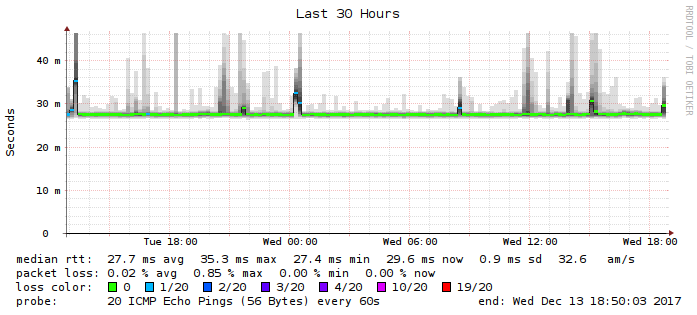 Last 30 Hours
RRDTOOL / TOBI OETIKER
Seconds
40 m
30 m
20 m
10 m
0
Tue 18:00 Wed 00:00 Wed 06:00 Wed 12:00 Wed 18:00
median rtt: 27.7 ms avg 35.3 ms max 27.4 ms min 29.6 ms now 0.9 ms sd 32.6 am/s
packet loss: 0.02 % avg 0.85 % max 0.00 % min 0.00 % now
loss color: 0 1/20 2/20 3/20 4/20 10/20 19/20
probe: 20 ICMP Echo Pings (56 Bytes) every 60s end: Wed Dec 13 18:50:03 2017